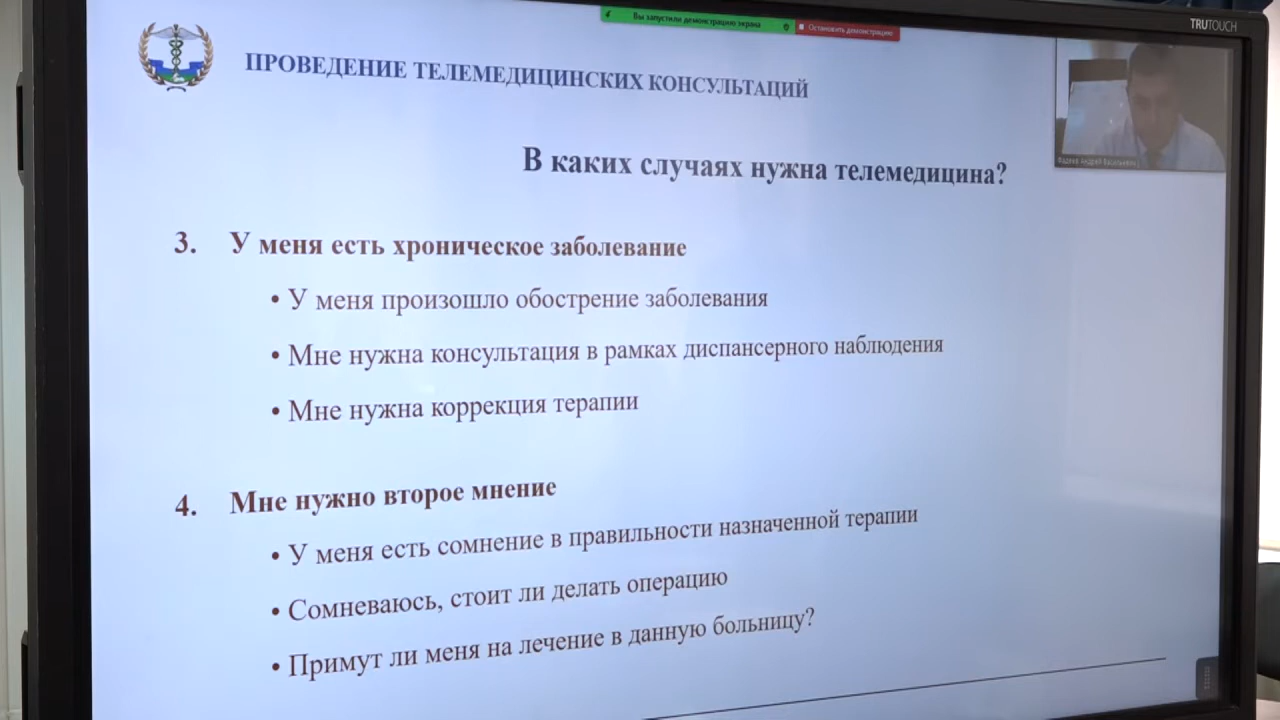 Вы запустили демонстрацию экрана
Остановить демонстрацию
TRUTOUCH
ПРОВЕДЕНИЕ ТЕЛЕМЕДИЦИНСКИХ КОНСУЛЬТАЦИЙ
В каких случаях нужна телемедицина?
Андрей Васильевич
3. У меня есть хроническое заболевание
• У меня произошло обострение заболевания
• Мне нужна консультация в рамках диспансерного наблюдения
• Мне нужна коррекция терапии
4. Мне нужно второе мнение
• У меня есть сомнение в правильности назначенной терапии
• Сомневаюсь, стоит ли делать операцию
• Примут ли меня на лечение в данную больницу?